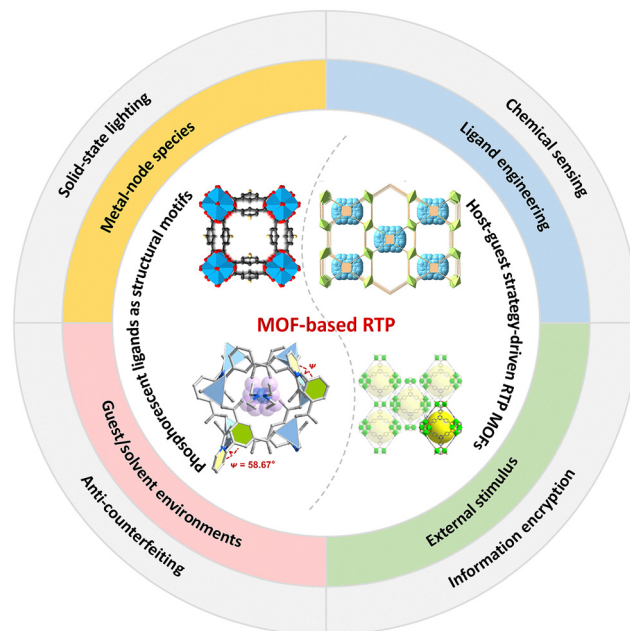 Solid-state lighting
Chemical sensing
Metal-node species
Ligand engineering
Phosphorescent ligands as structural motifs
Host-guest strategy-driven RTP MOFs
MOF-based RTP
Ψ
Ψ = 58.67°
Guest/solvent environments
External stimulus
Anti-counterfeiting
Information encryption